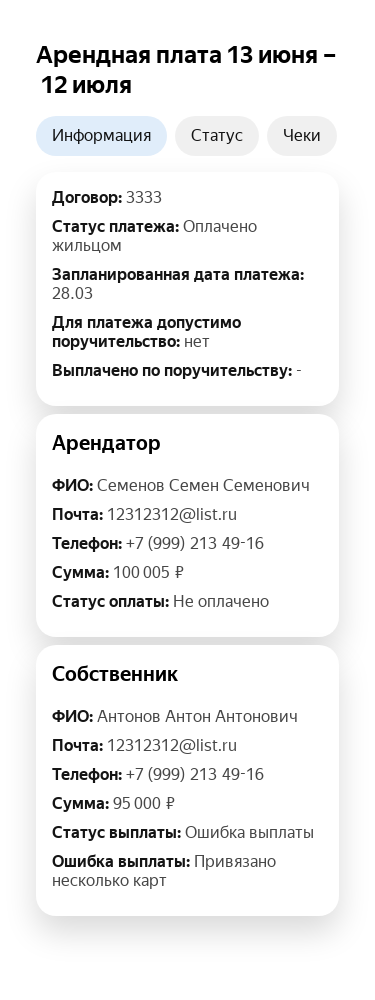 Арендная плата 13 июня –
12 июля
Информация
Статус
Чеки
Договор: 3333
Статус платежа: Оплачено
жильцом
Запланированная дата платежа:
28.03
Для платежа допустимо
поручительство: нет
Выплачено по поручительству: -
Арендатор
ФИО: Семенов Семен Семенович
Почта: 12312312@list.ru
Телефон: +7 (999) 213 49-16
Сумма: 100 005 ₽
Статус оплаты: Не оплачено
Собственник
ФИО: Антонов Антон Антонович
Почта: 12312312@list.ru
Телефон: +7 (999) 213 49-16
Сумма: 95 000 ₽
Статус выплаты: Ошибка выплаты
Ошибка выплаты: Привязано
несколько карт